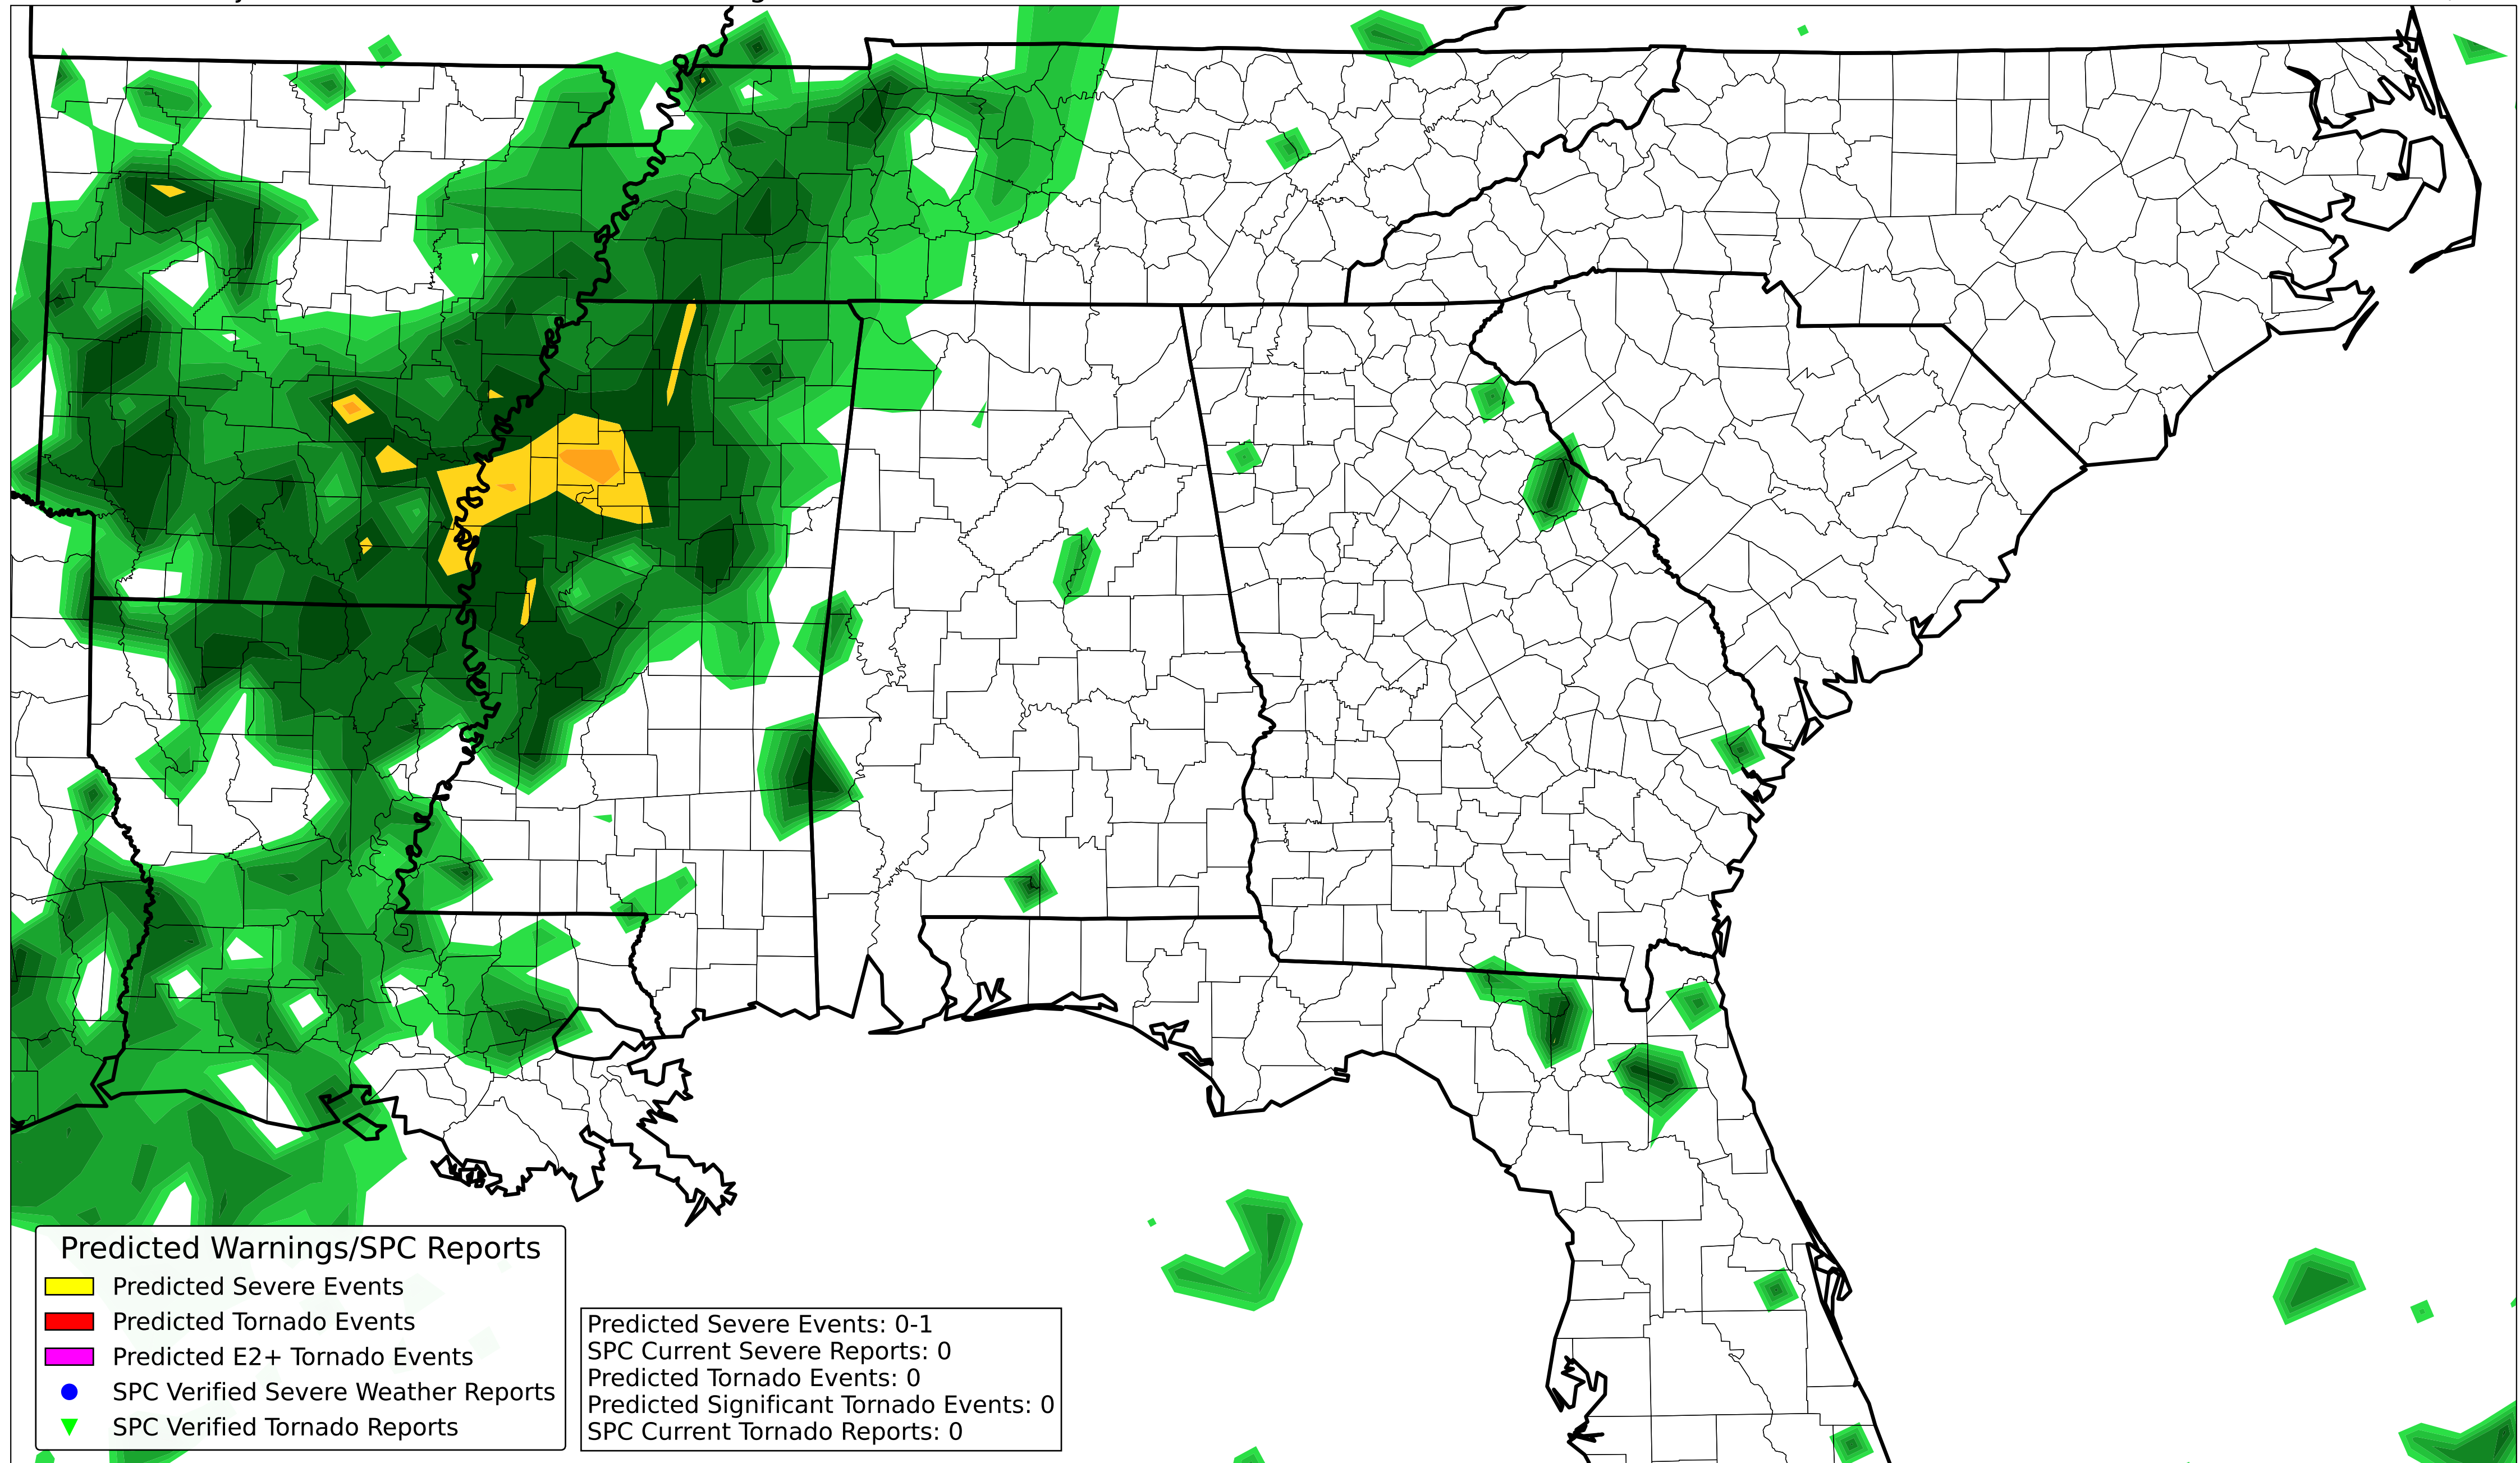 Predicted Warnings/SPC Reports
Predicted Severe Events
Predicted Tornado Events
Predicted E2+ Tornado Events
SPC Verified Severe Weather Reports
SPC Verified Tornado Reports
Predicted Severe Events: 0-1
SPC Current Severe Reports: 0
Predicted Tornado Events: 0
Predicted Significant Tornado Events: 0
SPC Current Tornado Reports: 0